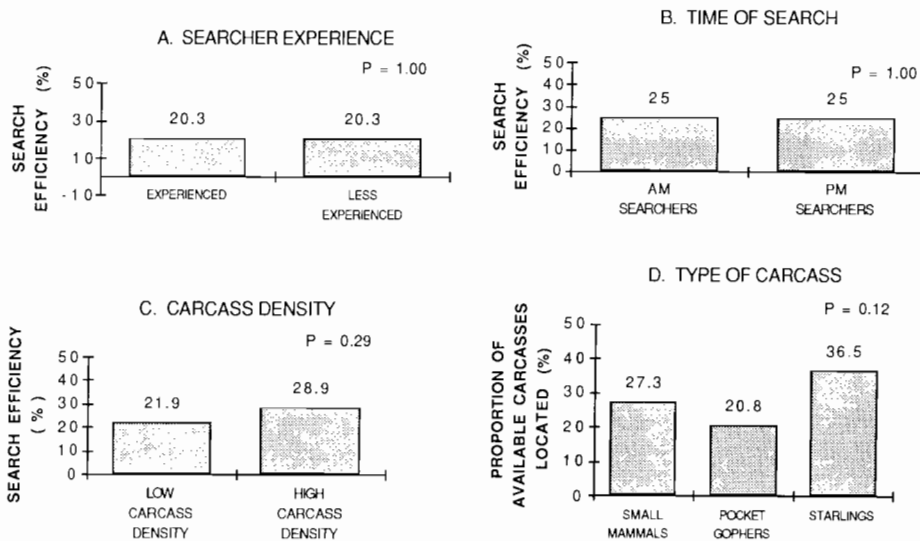 A. SEARCHER EXPERIENCE
P = 1.00
SEARCH
EFFICIENCY (%)
50
30
10
-10
20.3
20.3
EXPERIENCED
LESS
EXPERIENCED
B. TIME OF SEARCH
P = 1.00
SEARCH
EFFICIENCY (%)
50
40
30
20
10
0
25
25
AM
SEARCHERS
PM
SEARCHERS
C. CARCASS DENSITY
P = 0.29
SEARCH EFFICIENCY
(%)
50
40
30
20
10
0
21.9
28.9
LOW
CARCASS
DENSITY
HIGH
CARCASS
DENSITY
D. TYPE OF CARCASS
P = 0.12
PROPORTION OF
AVAILABLE CARCASSES
LOCATED (%)
50
40
30
20
10
0
27.3
20.8
36.5
SMALL
MAMMALS
POCKET
GOPHERS
STARLINGS